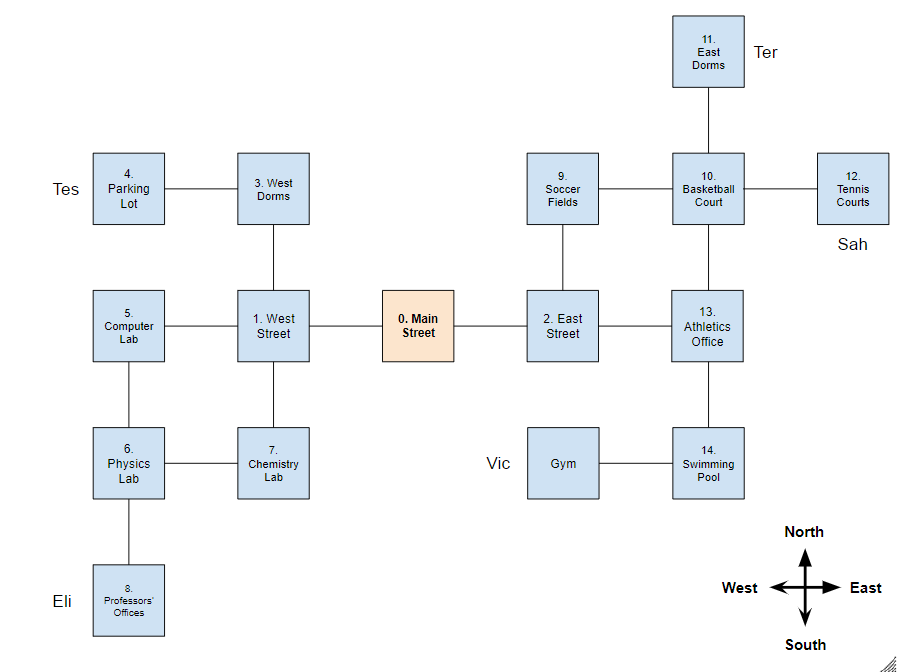 11.
East
Dorms
Ter
Tes
4.
Parking
Lot
3. West
Dorms
9.
Soccer
Fields
10.
Basketball
Court
12.
Tennis
Courts
Sah
5.
Computer
Lab
1. West
Street
0. Main
Street
2. East
Street
13.
Athletics
Office
6.
Physics
Lab
7.
Chemistry
Lab
Vic
Gym
14.
Swimming
Pool
North
West
East
South
Eli
8.
Professors'
Offices